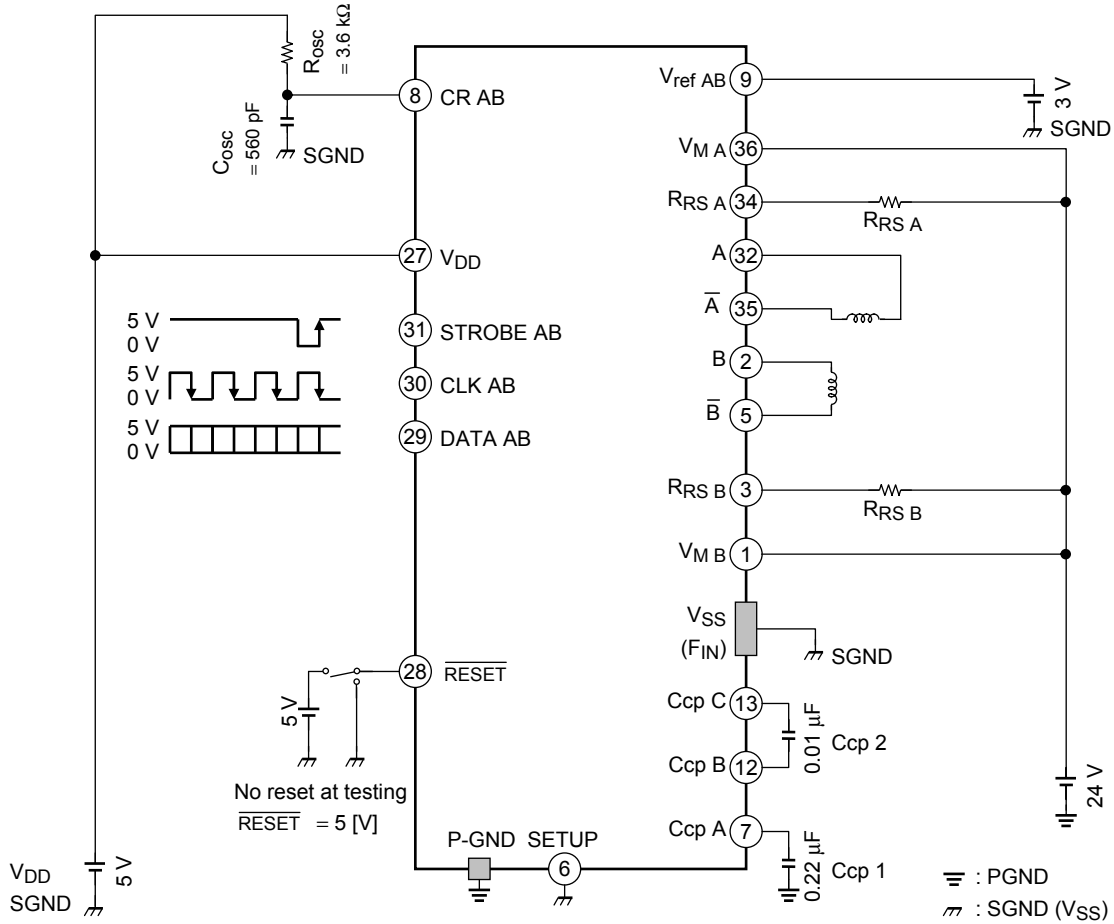 Rosc
= 3.6 kΩ
Cosc
= 560 pF
SGND
8
CR AB
27
VDD
5 V
0 V
31
STROBE AB
5 V
0 V
30
CLK AB
5 V
0 V
29
DATA AB
28
RESET
5 V
No reset at testing
RESET = 5 [V]
VDD
5 V
SGND
P-GND
SETUP
6
Vref AB
9
3 V
SGND
VM A
36
RRS A
34
RRS A
A
32
A
35
B
2
B
5
RRS B
3
RRS B
VM B
1
VSS
(FIN)
SGND
Ccp C
13
0.01 μF
Ccp 2
Ccp B
12
Ccp A
7
0.22 μF
Ccp 1
24 V
: PGND
: SGND (VSS)